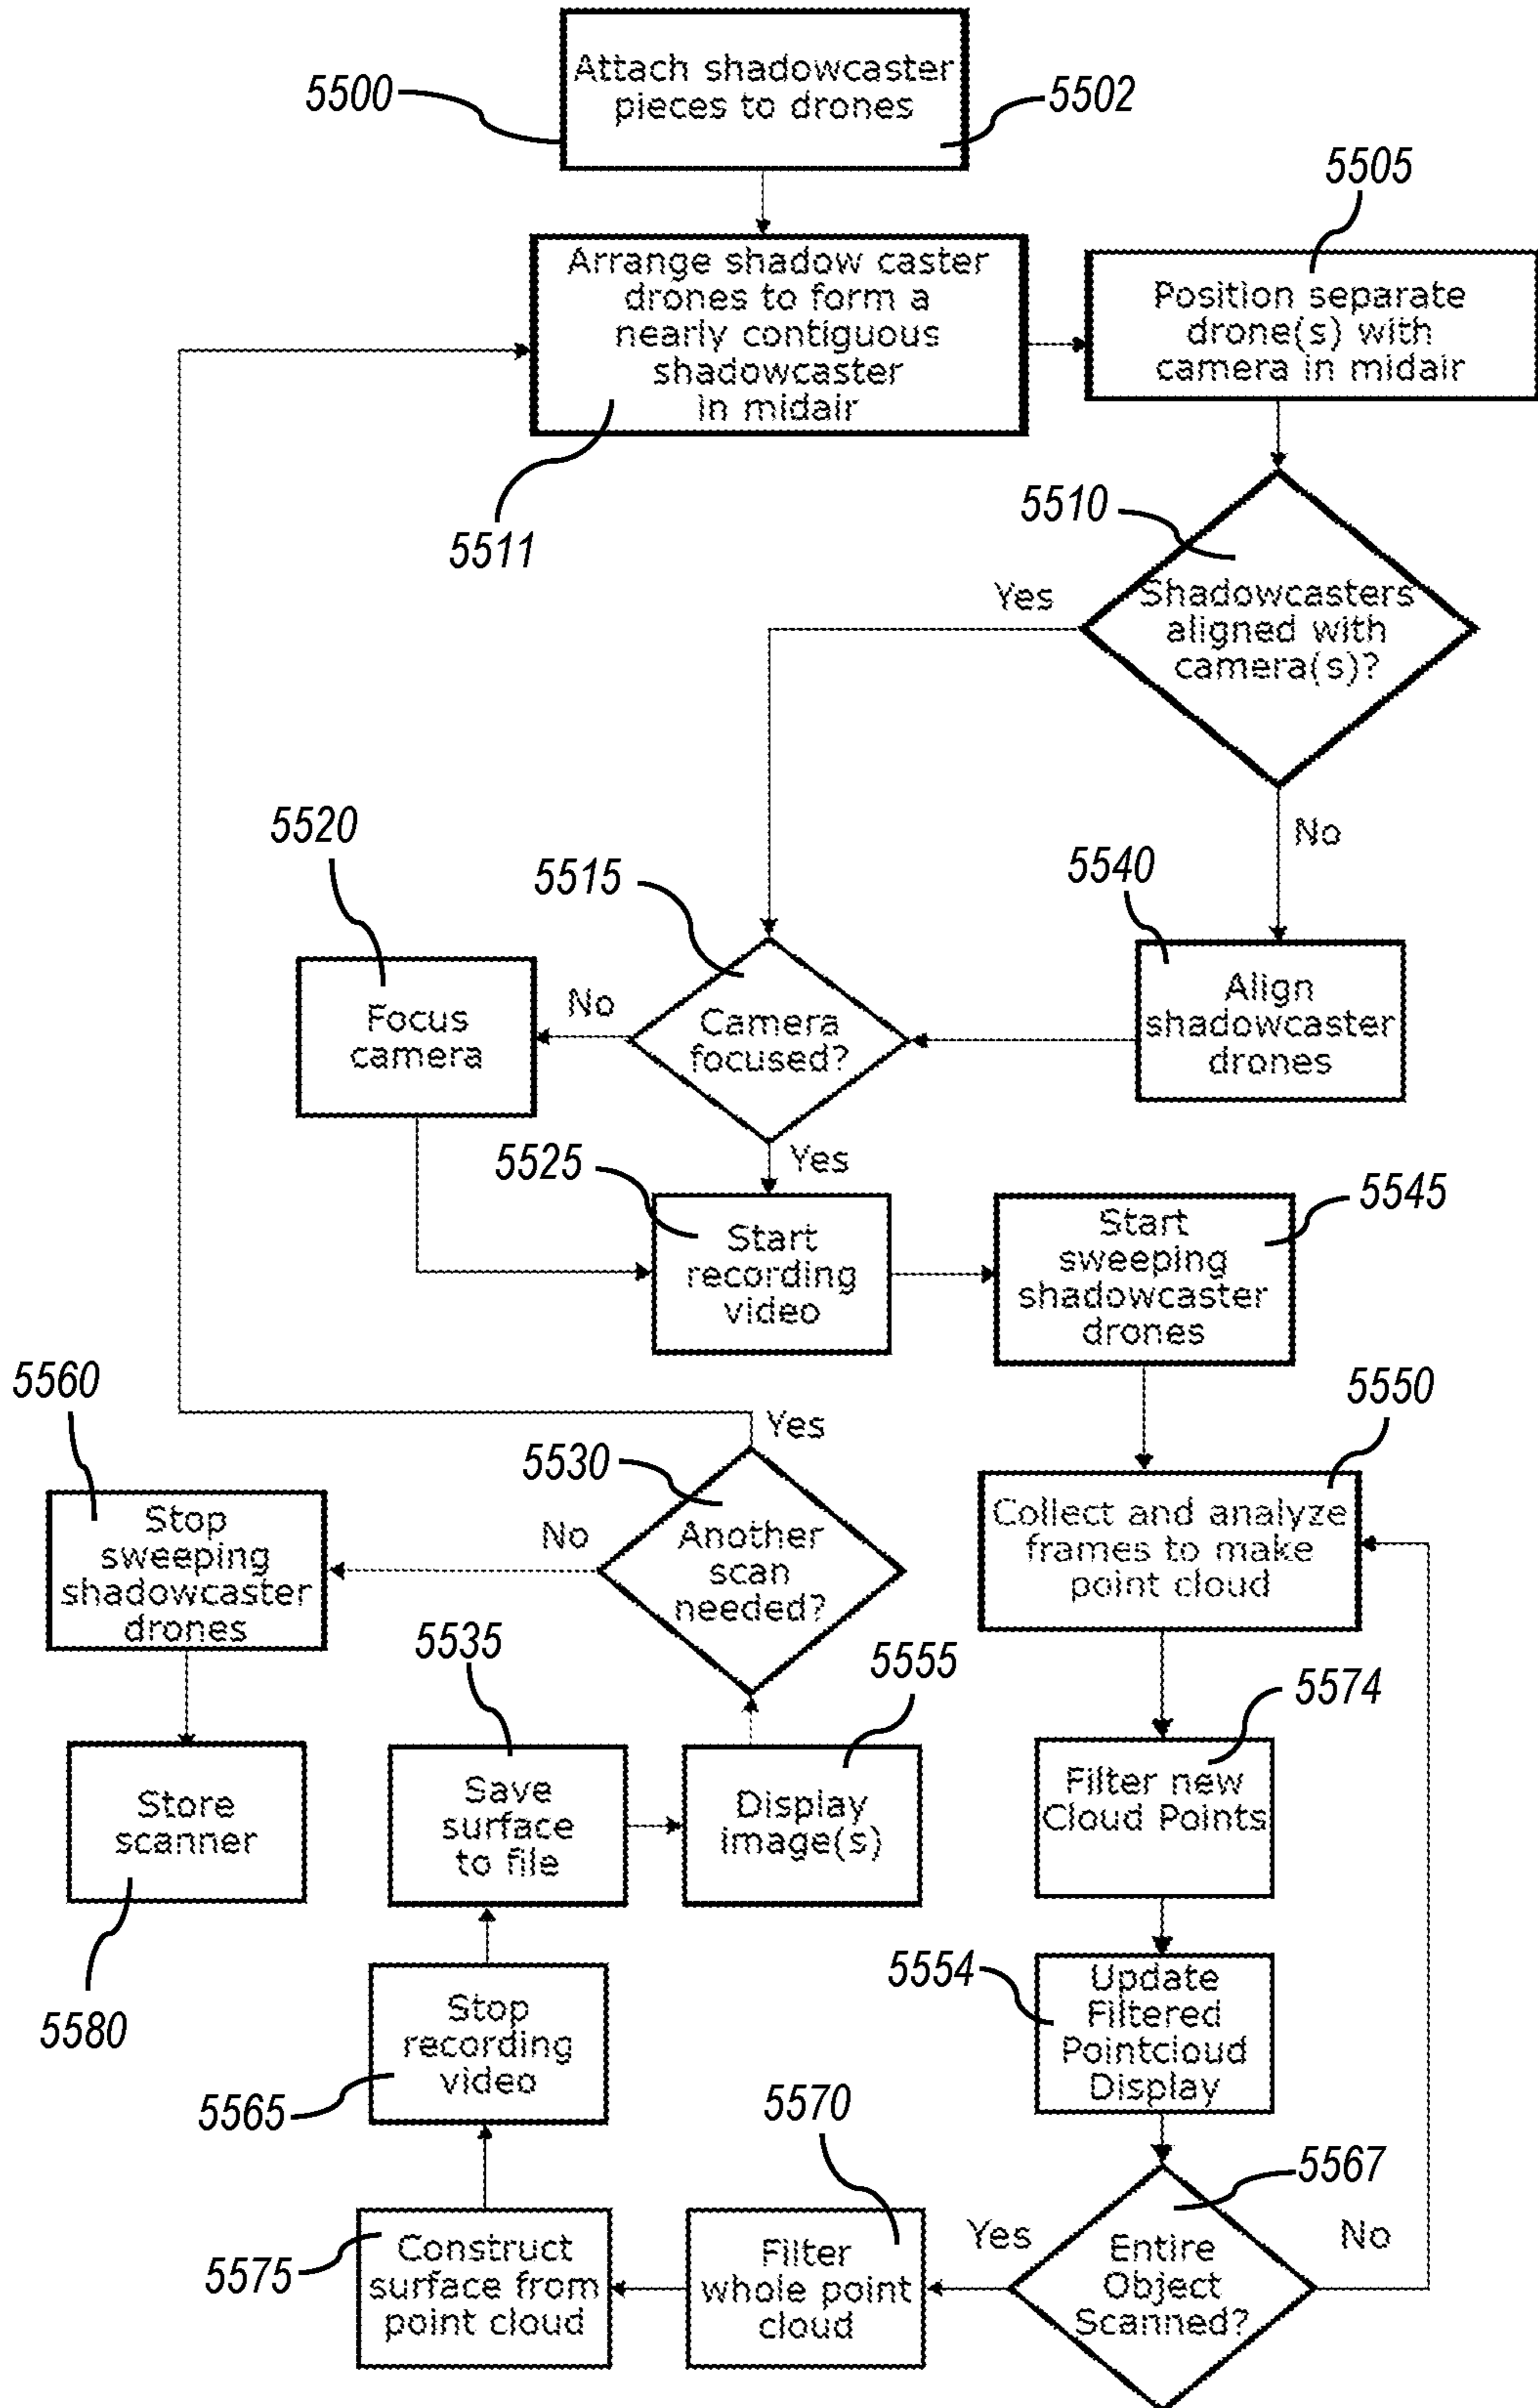 5500
Attach shadowcaster
pieces to drones
5502
5505
Arrange shadow caster
drones to form a
nearly contiguous
shadowcaster
in midair
5511
Position separate
drone(s) with
camera in midair
5510
Shadowcasters
aligned with
camera(s)?
Yes
No
5540
Align
shadowcaster
drones
5515
Camera
focused?
No
Yes
5520
Focus
camera
5525
Start
recording
video
5545
Start
sweeping
shadowcaster
drones
5550
Collect and analyze
frames to make
point cloud
5574
Filter new
Cloud Points
5554
Update
Filtered
Pointcloud
Display
5567
Entire
Object
Scanned?
No
Yes
5570
Filter
whole point
cloud
5575
Construct
surface from
point cloud
5565
Stop
recording
video
5535
Save
surface
to file
5555
Display
image(s)
5530
Another
scan
needed?
Yes
No
5560
Stop
sweeping
shadowcaster
drones
Store
scanner
5580